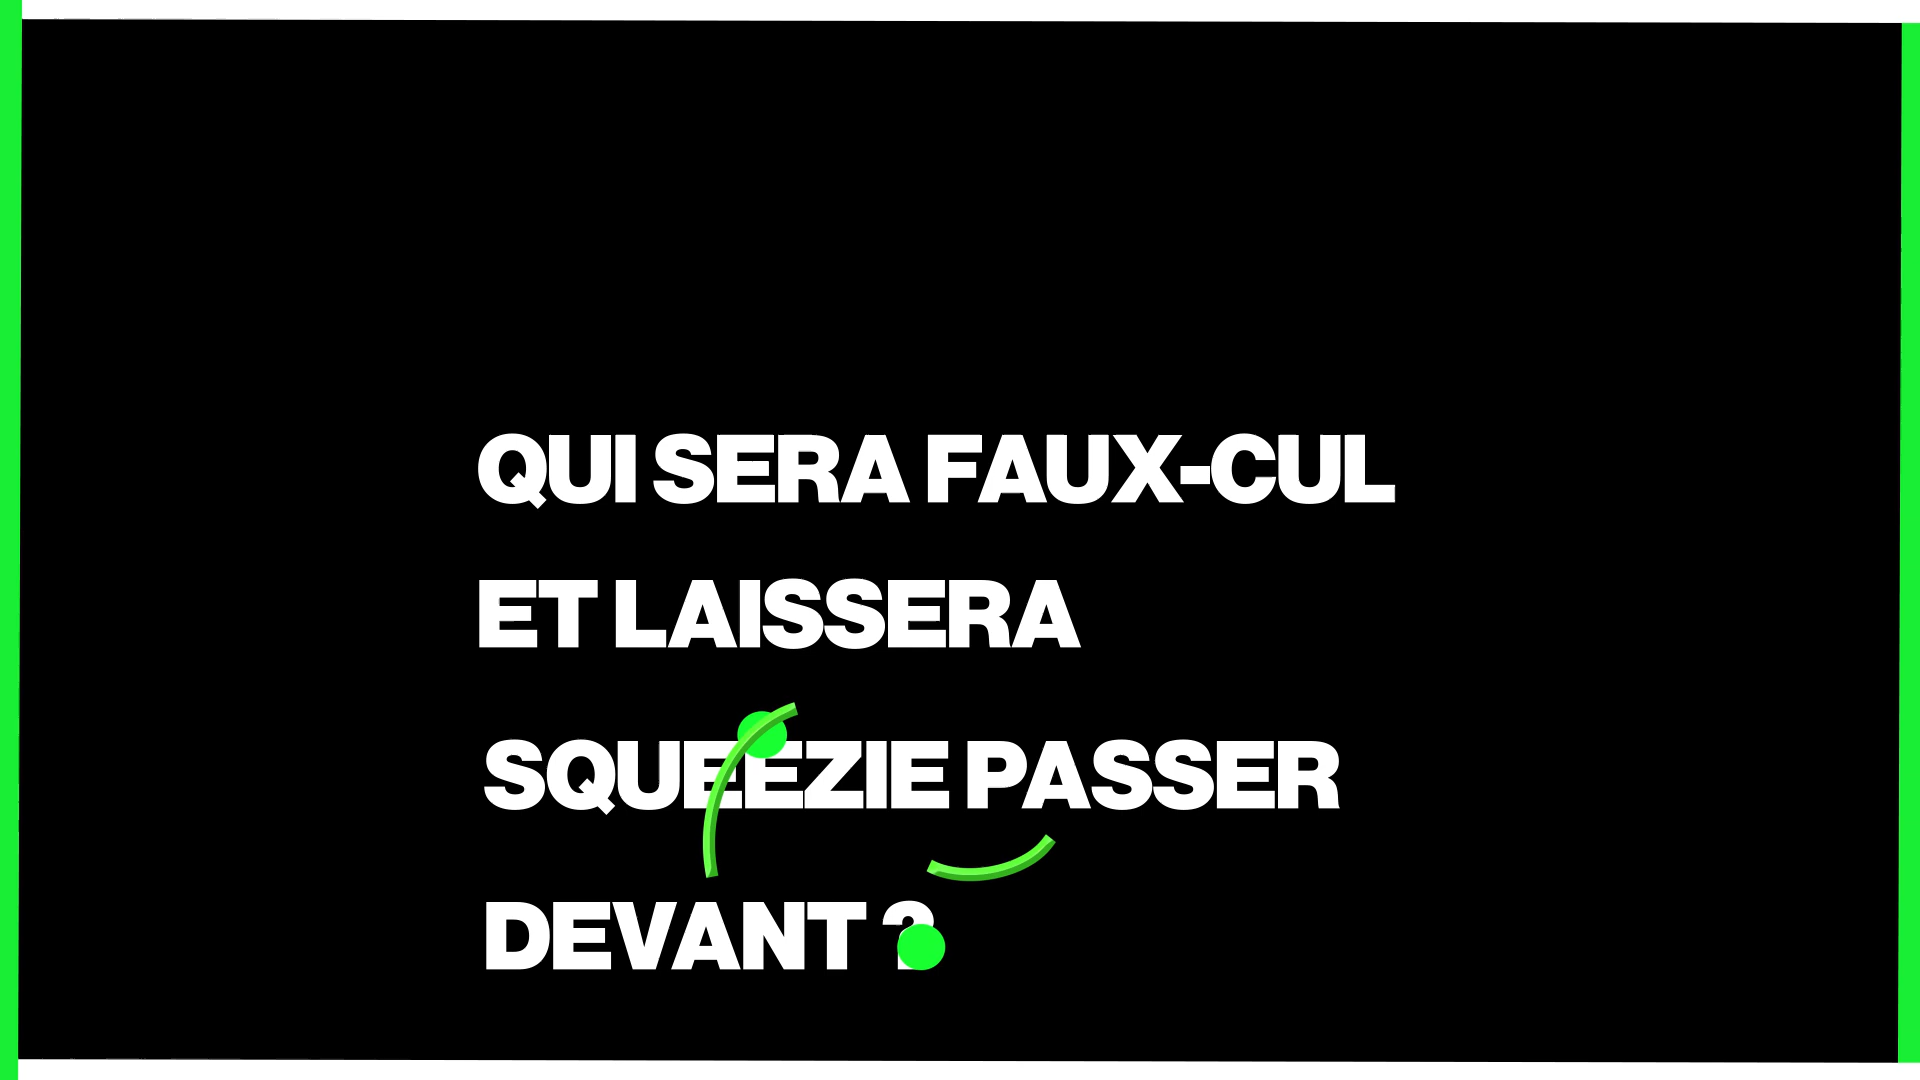 QUI SERA FAUX-CUL
ET LAISSERA
SQUEEZIE PASSER
DEVANT ?